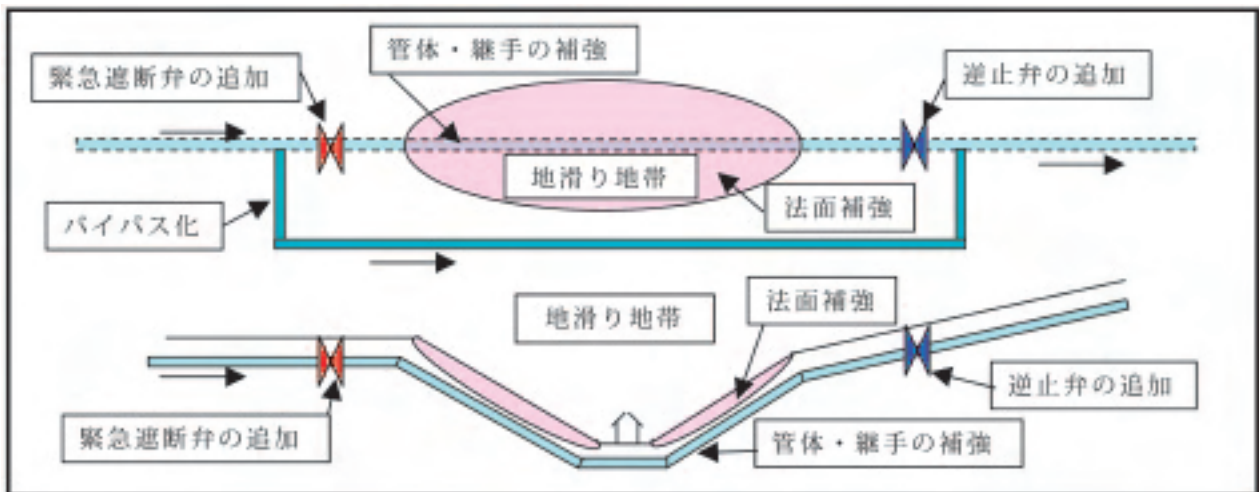 管体・継手の補強
緊急遮断弁の追加
逆止弁の追加
地滑り地帯
バイパス化
法面補強
法面補強
地滑り地帯
逆止弁の追加
緊急遮断弁の追加
管体・継手の補強